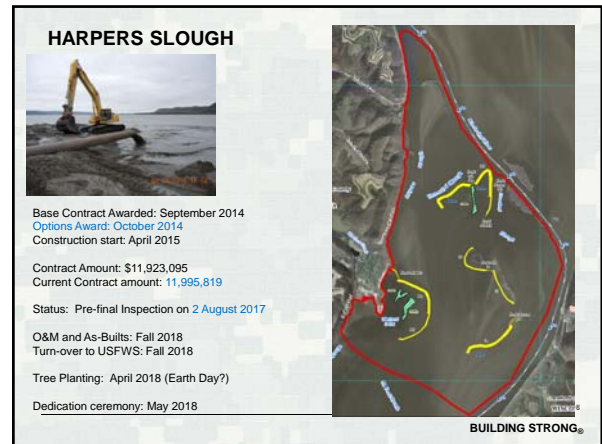 HARPERS SLOUGH
Base Contract Awarded: September 2014
Options Award: October 2014
Construction start: April 2015
Contract Amount: $11,923,095
Current Contract amount: 11,995,819
Status: Pre-final Inspection on 2 August 2017
O&M and As-Builts: Fall 2018
Turn-over to USFWS: Fall 2018
Tree Planting: April 2018 (Earth Day?)
Dedication ceremony: May 2018
BUILDING STRONG®